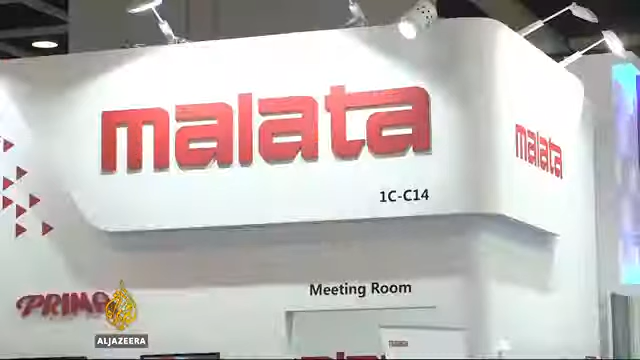 malata
malata
1C-C14
Meeting Room
PRIMA
ALJAZEERA